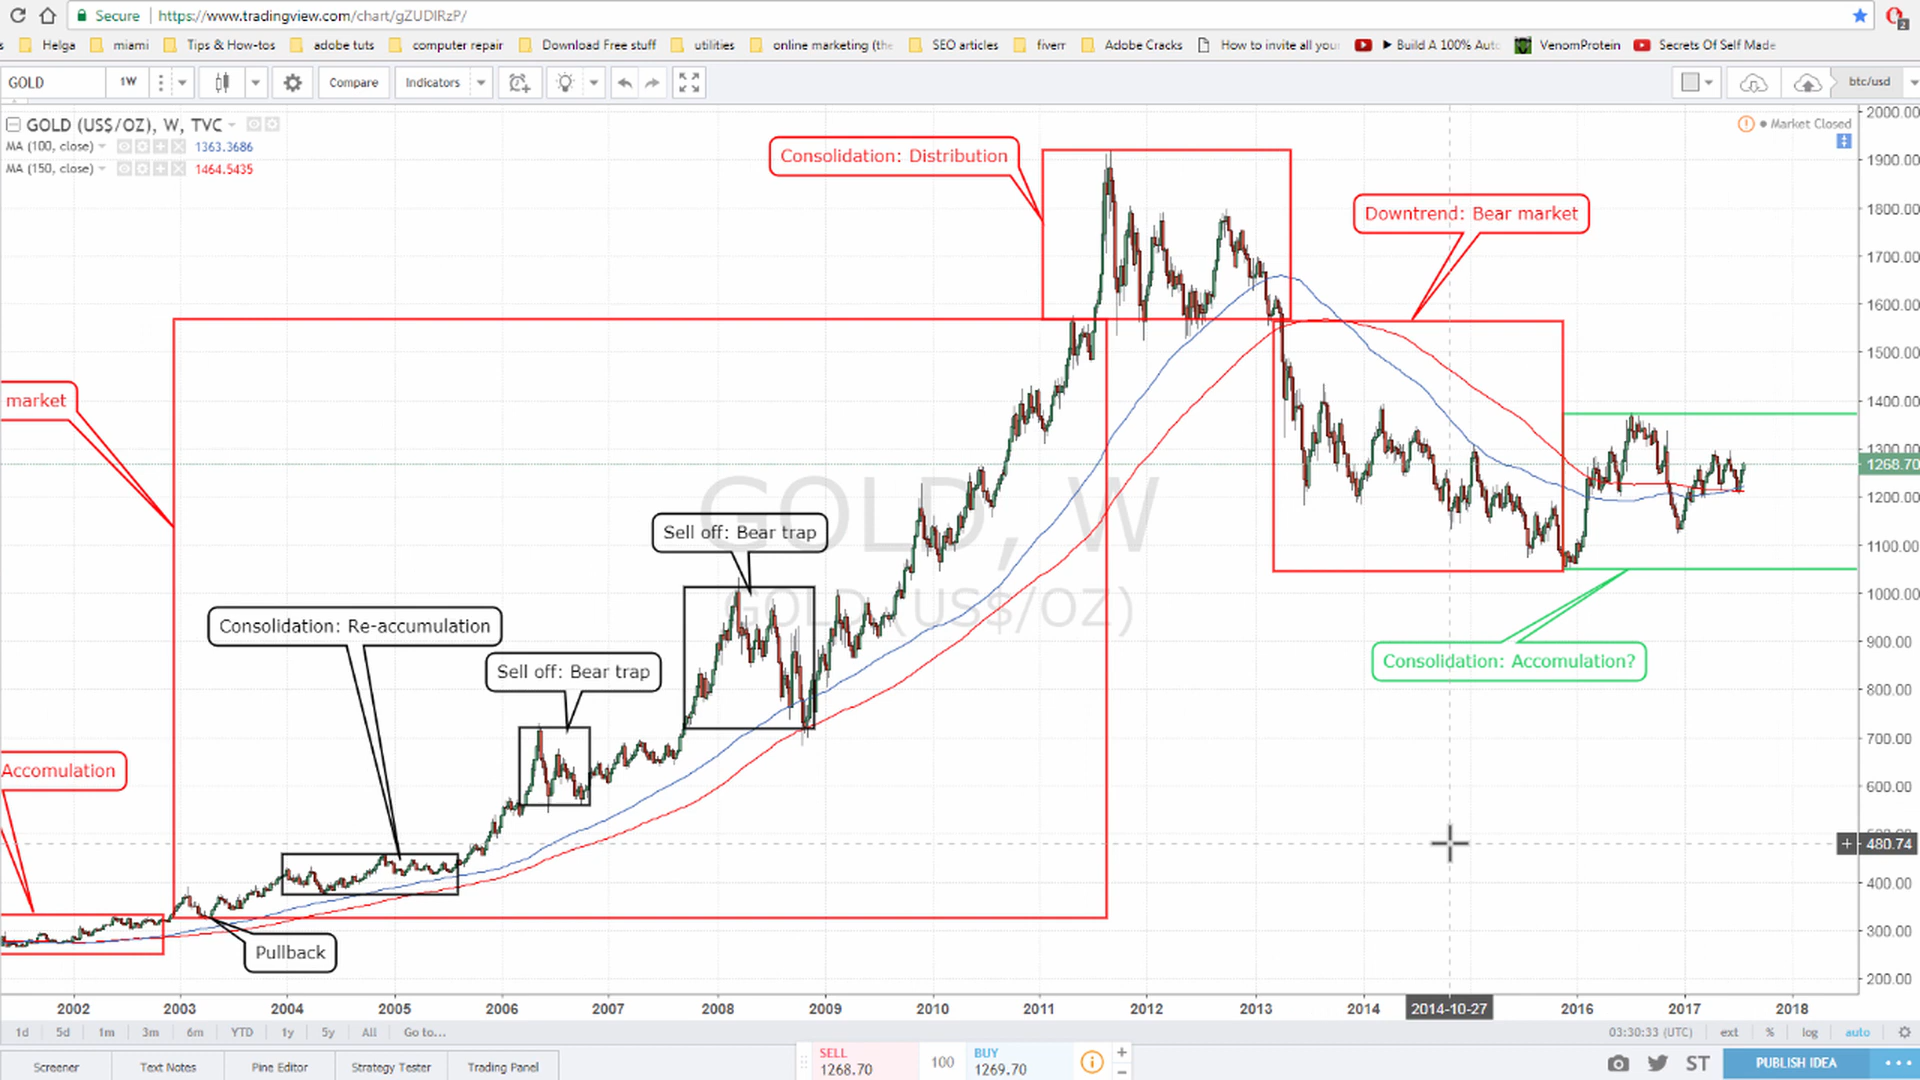 Secure https://www.tradingview.com/chart/gZUDIRzP/
s Helga miami Tips & How-tos adobe tuts computer repair Download Free stuff utilities online marketing (the SEO articles fiverr Adobe Cracks How to invite all your ▶ Build A 100% Auto VenomProtein Secrets Of Self Made
GOLD 1W Compare Indicators btc/usd
GOLD (US$/OZ), W, TVC
Market Closed
MA (100, close) 1363.3686
MA (150, close) 1464.5435
2000.00
1900.00
1800.00
1700.00
1600.00
1500.00
1400.00
1300.00
1268.70
1200.00
1100.00
1000.00
900.00
800.00
700.00
600.00
480.74
400.00
300.00
200.00
Consolidation: Distribution
Downtrend: Bear market
market
GOLD, W
GOLD (US$/OZ)
Sell off: Bear trap
Consolidation: Re-accumulation
Sell off: Bear trap
Consolidation: Accomulation?
Accomulation
Pullback
2002 2003 2004 2005 2006 2007 2008 2009 2010 2011 2012 2013 2014 2014-10-27 2016 2017 2018
1d 5d 1m 3m 6m YTD 1y 5y All Go to... 03:30:33 (UTC) ext % log auto
Screener Text Notes Pine Editor Strategy Tester Trading Panel
SELL 1268.70 100 BUY 1269.70
ST PUBLISH IDEA